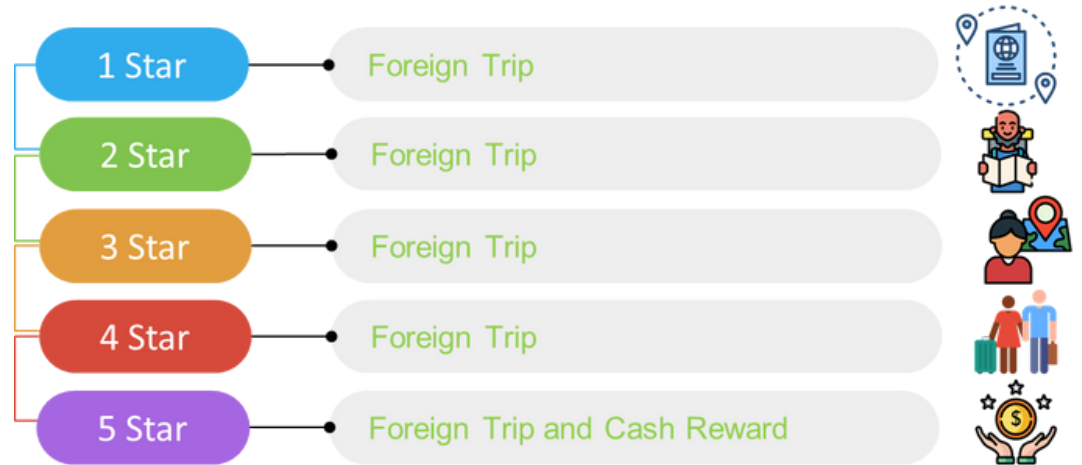 1 Star
Foreign Trip
2 Star
Foreign Trip
3 Star
Foreign Trip
4 Star
Foreign Trip
5 Star
Foreign Trip and Cash Reward
$